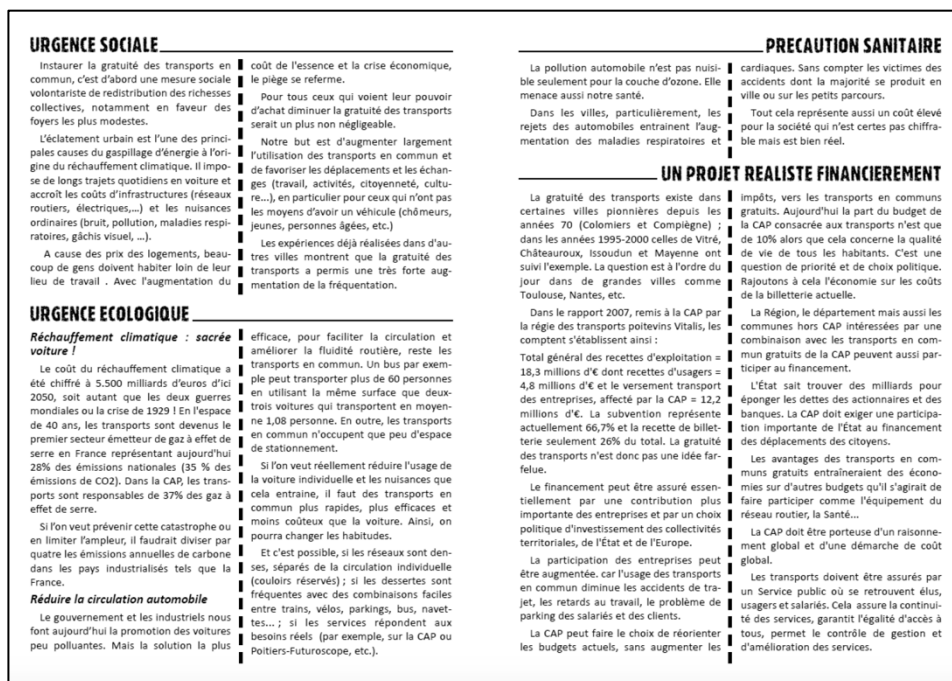 URGENCE SOCIALE
Instaurer la gratuité des transports en
commun, c'est d'abord une mesure sociale
volontariste de redistribution des richesses
collectives, notamment en faveur des
foyers les plus modestes.
L'éclatement urbain est l'une des princi-
pales causes du gaspillage d'énergie à l'ori-
gine du réchauffement climatique. Il impo-
se de longs trajets quotidiens en voiture et
accroît les coûts d'infrastructures (réseaux
routiers, électriques,...) et les nuisances
ordinaires (bruit, pollution, maladies respi-
ratoires, gâchis visuel, ...).
A cause des prix des logements, beau-
coup de gens doivent habiter loin de leur
lieu de travail . Avec l'augmentation du
coût de l'essence et la crise économique,
le piège se referme.
Pour tous ceux qui voient leur pouvoir
d'achat diminuer la gratuité des transports
serait un plus non négligeable.
Notre but est d'augmenter largement
l'utilisation des transports en commun et
de favoriser les déplacements et les échan-
ges (travail, activités, citoyenneté, cultu-
re...), en particulier pour ceux qui n'ont pas
les moyens d'avoir un véhicule (chômeurs,
jeunes, personnes âgées, etc.)
Les expériences déjà réalisées dans d'au-
tres villes montrent que la gratuité des
transports a permis une très forte aug-
mentation de la fréquentation.
URGENCE ECOLOGIQUE
Réchauffement climatique : sacrée
voiture !
Le coût du réchauffement climatique a
été chiffré à 5.500 milliards d'euros d'ici
2050, soit autant que les deux guerres
mondiales ou la crise de 1929 ! En l'espace
de 40 ans, les transports sont devenus le
premier secteur émetteur de gaz à effet de
serre en France représentant aujourd'hui
28% des émissions nationales (35 % des
émissions de CO2). Dans la CAP, les trans-
ports sont responsables de 37% des gaz à
effet de serre.
Si l'on veut prévenir cette catastrophe ou
en limiter l'ampleur, il faudrait diviser par
quatre les émissions annuelles de carbone
dans les pays industrialisés tels que la
France.
Réduire la circulation automobile
Le gouvernement et les industriels nous
font aujourd'hui la promotion des voitures
peu polluantes. Mais la solution la plus
efficace, pour faciliter la circulation et
améliorer la fluidité routière, reste les
transports en commun. Un bus par exem-
ple peut transporter plus de 60 personnes
en utilisant la même surface que deux-
trois voitures qui transportent en moyen-
ne 1,08 personne. En outre, les transports
en commun n'occupent que peu d'espace
de stationnement.
Si l'on veut réellement réduire l'usage de
la voiture individuelle et les nuisances que
cela entraine, il faut des transports en
commun plus rapides, plus efficaces et
moins coûteux que la voiture. Ainsi, on
pourra changer les habitudes.
Et c'est possible, si les réseaux sont den-
ses, séparés de la circulation individuelle
(couloirs réservés) ; si les dessertes sont
fréquentes avec des combinaisons faciles
entre trains, vélos, parkings, bus, navet-
tes... ; si les services répondent aux
besoins réels (par exemple, sur la CAP ou
Poitiers-Futuroscope, etc.).
PRECAUTION SANITAIRE
La pollution automobile n'est pas nuisi-
ble seulement pour la couche d'ozone. Elle
menace aussi notre santé.
Dans les villes, particulièrement, les
rejets des automobiles entrainent l'aug-
mentation des maladies respiratoires et
cardiaques. Sans compter les victimes des
accidents dont la majorité se produit en
ville ou sur les petits parcours.
Tout cela représente aussi un coût élevé
pour la société qui n'est certes pas chiffra-
ble mais est bien réel.
UN PROJET REALISTE FINANCIEREMENT
La gratuité des transports existe dans
certaines villes pionnières depuis les
années 70 (Colomiers et Compiègne) ;
dans les années 1995-2000 celles de Vitré,
Châteauroux, Issoudun et Mayenne ont
suivi l'exemple. La question est à l'ordre du
jour dans de grandes villes comme
Toulouse, Nantes, etc.
Dans le rapport 2007, remis à la CAP par
la régie des transports poitevins Vitalis, les
comptent s'établissent ainsi :
Total général des recettes d'exploitation =
18,3 millions d'€ dont recettes d'usagers =
4,8 millions d'€ et le versement transport
des entreprises, affecté par la CAP = 12,2
millions d'€. La subvention représente
actuellement 66,7% et la recette de billet-
terie seulement 26% du total. La gratuité
des transports n'est donc pas une idée far-
felue.
Le financement peut être assuré essen-
tiellement par une contribution plus
importante des entreprises et par un choix
politique d'investissement des collectivités
territoriales, de l'État et de l'Europe.
La participation des entreprises peut
être augmentée. car l'usage des transports
en commun diminue les accidents de tra-
jet, les retards au travail, le problème de
parking des salariés et des clients.
La CAP peut faire le choix de réorienter
les budgets actuels, sans augmenter les
impôts, vers les transports en communs
gratuits. Aujourd'hui la part du budget de
la CAP consacrée aux transports n'est que
de 10% alors que cela concerne la qualité
de vie de tous les habitants. C'est une
question de priorité et de choix politique.
Rajoutons à cela l'économie sur les coûts
de la billetterie actuelle.
La Région, le département mais aussi les
communes hors CAP intéressées par une
combinaison avec les transports en com-
mun gratuits de la CAP peuvent aussi par-
ticiper au financement.
L'État sait trouver des milliards pour
éponger les dettes des actionnaires et des
banques. La CAP doit exiger une participa-
tion importante de l'État au financement
des déplacements des citoyens.
Les avantages des transports en com-
muns gratuits entraîneraient des écono-
mies sur d'autres budgets qu'il s'agirait de
faire participer comme l'équipement du
réseau routier, la Santé...
La CAP doit être porteuse d'un raisonne-
ment global et d'une démarche de coût
global.
Les transports doivent être assurés par
un Service public où se retrouvent élus,
usagers et salariés. Cela assure la continui-
té des services, garantit l'égalité d'accès à
tous, permet le contrôle de gestion et
d'amélioration des services.